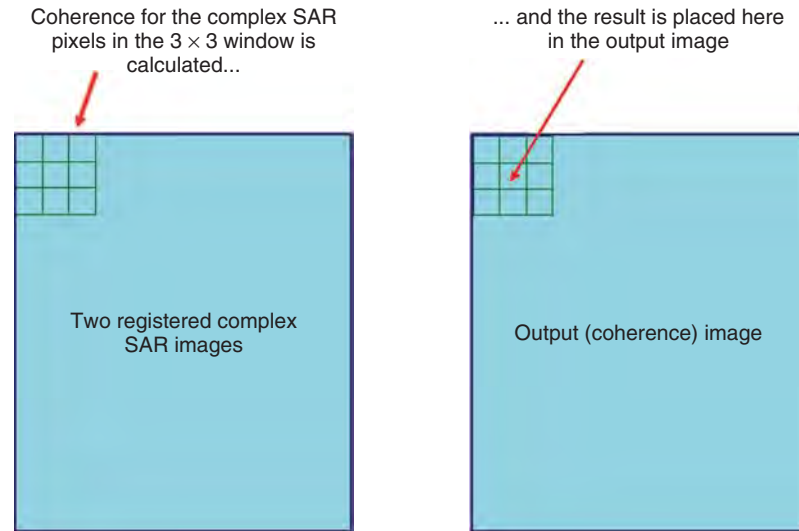 Coherence for the complex SAR
pixels in the 3 × 3 window is
calculated...
... and the result is placed here
in the output image
Two registered complex
SAR images
Output (coherence) image